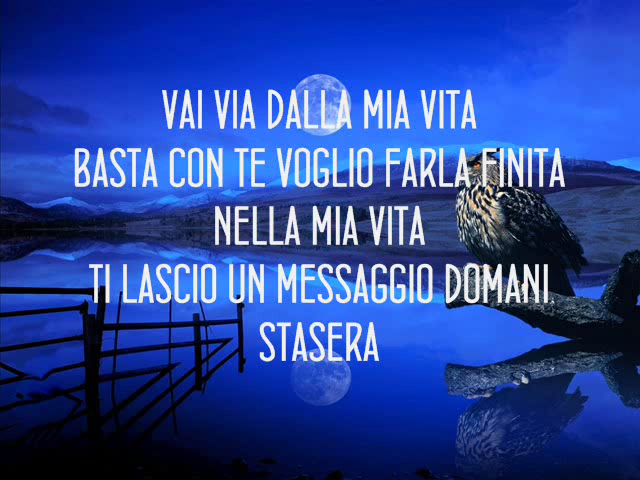 VAI VIA DALLA MIA VITA
BASTA CON TE VOGLIO FARLA FINITA
NELLA MIA VITA
TI LASCIO UN MESSAGGIO DOMANI
STASERA